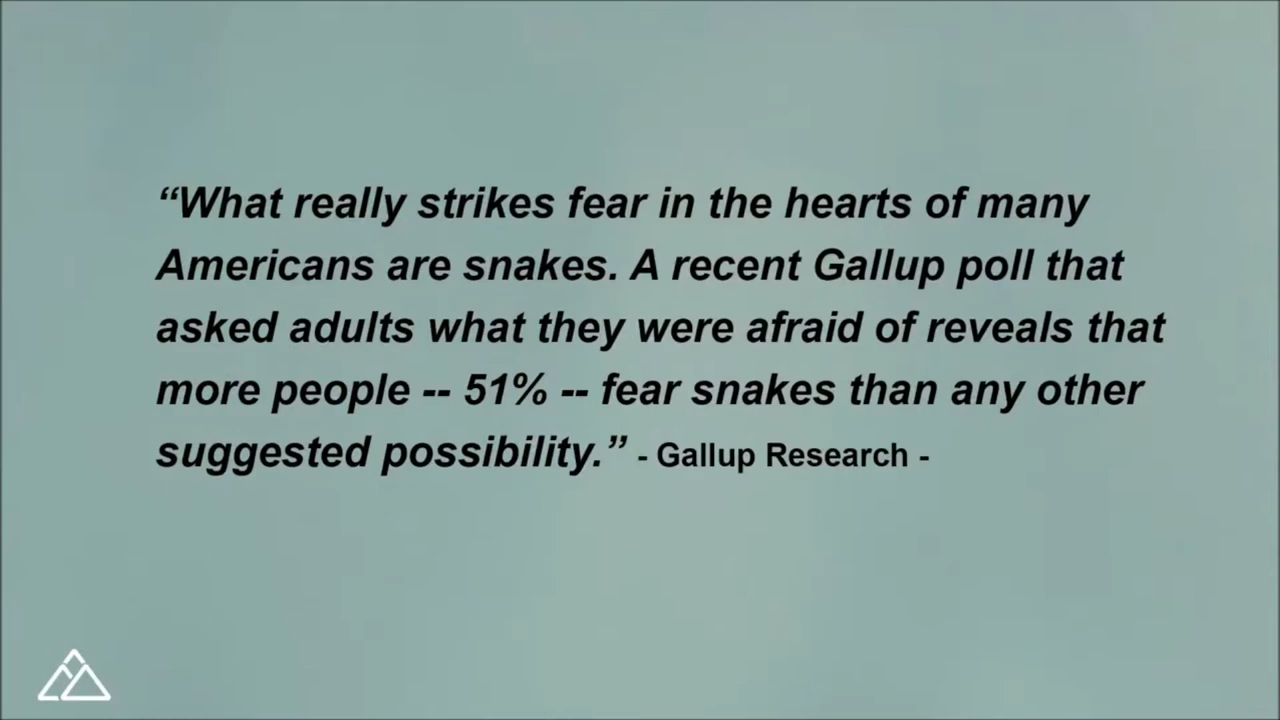 “What really strikes fear in the hearts of many
Americans are snakes. A recent Gallup poll that
asked adults what they were afraid of reveals that
more people -- 51% -- fear snakes than any other
suggested possibility.” - Gallup Research -